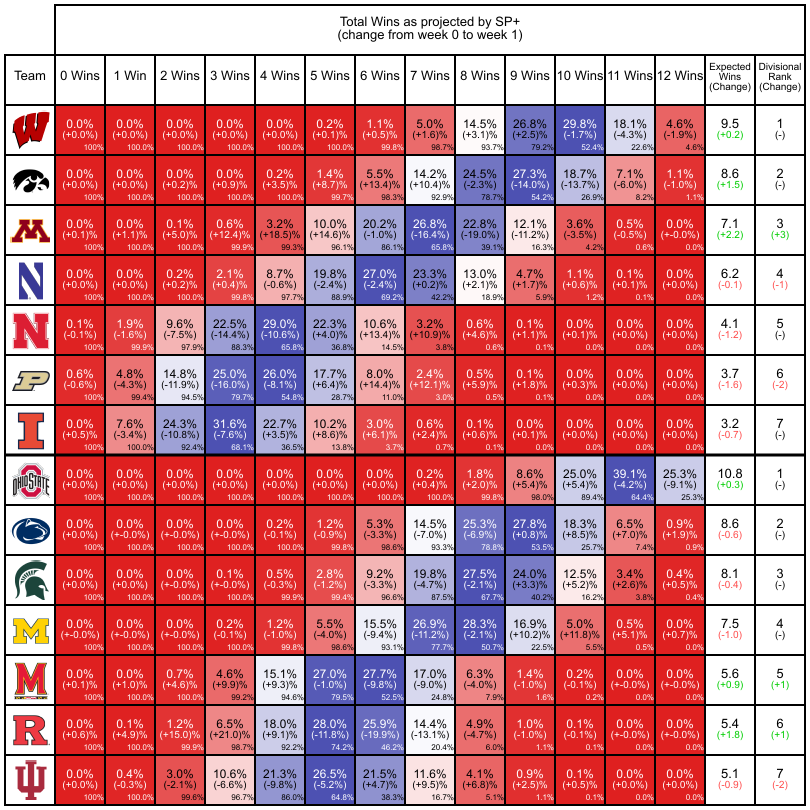 Total Wins as projected by SP+
(change from week 0 to week 1)
Team 0 Wins 1 Win 2 Wins 3 Wins 4 Wins 5 Wins 6 Wins 7 Wins 8 Wins 9 Wins 10 Wins 11 Wins 12 Wins Expected Wins (Change) Divisional Rank (Change)
W 0.0% 0.0% 0.0% 0.0% 0.0% 0.2% 1.1% 5.0% 14.5% 26.8% 29.8% 18.1% 4.6% 9.5 1
(+0.0)% (+0.0)% (+0.0)% (+0.0)% (+0.0)% (+0.1)% (+0.5)% (+1.6)% (+3.1)% (+2.5)% (-1.7)% (-4.3)% (-1.9)% (+0.2) (-)
100% 100.0% 100.0% 100.0% 100.0% 100.0% 99.8% 98.7% 93.7% 79.2% 52.4% 22.6% 4.6%
0.0% 0.0% 0.0% 0.0% 0.2% 1.4% 5.5% 14.2% 24.5% 27.3% 18.7% 7.1% 1.1% 8.6 2
(+0.0)% (+0.0)% (+0.2)% (+0.9)% (+3.5)% (+8.7)% (+13.4)% (+10.4)% (-2.3)% (-14.0)% (-13.7)% (-6.0)% (-1.0)% (+1.5) (-)
100% 100.0% 100.0% 100.0% 100.0% 99.7% 98.3% 92.9% 78.7% 54.2% 26.9% 8.2% 1.1%
M 0.0% 0.0% 0.1% 0.6% 3.2% 10.0% 20.2% 26.8% 22.8% 12.1% 3.6% 0.5% 0.0% 7.1 3
(+0.1)% (+1.1)% (+5.0)% (+12.4)% (+18.5)% (+14.6)% (-1.0)% (-16.4)% (-19.0)% (-11.2)% (-3.5)% (-0.5)% (+-0.0)% (+2.2) (+3)
100% 100.0% 100.0% 99.9% 99.3% 96.1% 86.1% 65.8% 39.1% 16.3% 4.2% 0.6% 0.0%
N 0.0% 0.0% 0.2% 2.1% 8.7% 19.8% 27.0% 23.3% 13.0% 4.7% 1.1% 0.1% 0.0% 6.2 4
(+0.0)% (+0.0)% (+0.2)% (+0.4)% (-0.6)% (-2.4)% (-2.4)% (+0.2)% (+2.1)% (+1.7)% (+0.6)% (+0.1)% (+0.0)% (-0.1) (-1)
100% 100.0% 100.0% 99.8% 97.7% 88.9% 69.2% 42.2% 18.9% 5.9% 1.2% 0.1% 0.0%
N 0.1% 1.9% 9.6% 22.5% 29.0% 22.3% 10.6% 3.2% 0.6% 0.1% 0.0% 0.0% 0.0% 4.1 5
(-0.1)% (-1.6)% (-7.5)% (-14.4)% (-10.6)% (+4.0)% (+13.4)% (+10.9)% (+4.6)% (+1.1)% (+0.1)% (+0.0)% (+0.0)% (-1.2) (-)
100% 99.9% 97.9% 88.3% 65.8% 36.8% 14.5% 3.8% 0.6% 0.1% 0.0% 0.0% 0.0%
P 0.6% 4.8% 14.8% 25.0% 26.0% 17.7% 8.0% 2.4% 0.5% 0.1% 0.0% 0.0% 0.0% 3.7 6
(-0.6)% (-4.3)% (-11.9)% (-16.0)% (-8.1)% (+6.4)% (+14.4)% (+12.1)% (+5.9)% (+1.8)% (+0.3)% (+0.0)% (+0.0)% (-1.6) (-2)
100% 99.4% 94.5% 79.7% 54.8% 28.7% 11.0% 3.0% 0.5% 0.1% 0.0% 0.0% 0.0%
I 0.0% 7.6% 24.3% 31.6% 22.7% 10.2% 3.0% 0.6% 0.1% 0.0% 0.0% 0.0% 0.0% 3.2 7
(+0.5)% (-3.4)% (-10.8)% (-7.6)% (+3.5)% (+8.6)% (+6.1)% (+2.4)% (+0.6)% (+0.1)% (+0.0)% (+0.0)% (+0.0)% (-0.7) (-)
100% 100.0% 92.4% 68.1% 36.5% 13.8% 3.7% 0.7% 0.1% 0.0% 0.0% 0.0% 0.0%
OHIO STATE 0.0% 0.0% 0.0% 0.0% 0.0% 0.0% 0.0% 0.2% 1.8% 8.6% 25.0% 39.1% 25.3% 10.8 1
(+0.0)% (+0.0)% (+0.0)% (+0.0)% (+0.0)% (+0.0)% (+0.0)% (+0.4)% (+2.0)% (+5.4)% (+5.4)% (-4.2)% (-9.1)% (+0.3) (-)
100% 100.0% 100.0% 100.0% 100.0% 100.0% 100.0% 100.0% 99.8% 98.0% 89.4% 64.4% 25.3%
0.0% 0.0% 0.0% 0.0% 0.2% 1.2% 5.3% 14.5% 25.3% 27.8% 18.3% 6.5% 0.9% 8.6 2
(+0.0)% (+-0.0)% (+-0.0)% (+-0.0)% (-0.1)% (-0.9)% (-3.3)% (-7.0)% (-6.9)% (+0.8)% (+8.5)% (+7.0)% (+1.9)% (-0.6) (-)
100% 100.0% 100.0% 100.0% 100.0% 99.8% 98.6% 93.3% 78.8% 53.5% 25.7% 7.4% 0.9%
0.0% 0.0% 0.0% 0.1% 0.5% 2.8% 9.2% 19.8% 27.5% 24.0% 12.5% 3.4% 0.4% 8.1 3
(+0.0)% (+-0.0)% (+-0.0)% (+-0.0)% (-0.3)% (-1.2)% (-3.3)% (-4.7)% (-2.1)% (+3.3)% (+5.2)% (+2.6)% (+0.5)% (-0.4) (-)
100% 100.0% 100.0% 100.0% 99.9% 99.4% 96.6% 87.5% 67.7% 40.2% 16.2% 3.8% 0.4%
M 0.0% 0.0% 0.0% 0.2% 1.2% 5.5% 15.5% 26.9% 28.3% 16.9% 5.0% 0.5% 0.0% 7.5 4
(+-0.0)% (+-0.0)% (+-0.0)% (-0.1)% (-1.0)% (-4.0)% (-9.4)% (-11.2)% (-2.1)% (+10.2)% (+11.8)% (+5.1)% (+0.7)% (-1.0) (-)
100% 100.0% 100.0% 100.0% 99.8% 98.6% 93.1% 77.7% 50.7% 22.5% 5.5% 0.5% 0.0%
M 0.0% 0.0% 0.7% 4.6% 15.1% 27.0% 27.7% 17.0% 6.3% 1.4% 0.2% 0.0% 0.0% 5.6 5
(+0.1)% (+1.0)% (+4.6)% (+9.9)% (+9.3)% (-1.0)% (-9.8)% (-9.0)% (-4.0)% (-1.0)% (-0.1)% (+-0.0)% (+-0.0)% (+0.9) (+1)
100% 100.0% 100.0% 99.2% 94.6% 79.5% 52.5% 24.8% 7.9% 1.6% 0.2% 0.0% 0.0%
R 0.0% 0.1% 1.2% 6.5% 18.0% 28.0% 25.9% 14.4% 4.9% 1.0% 0.1% 0.0% 0.0% 5.4 6
(+0.6)% (+4.9)% (+15.0)% (+21.0)% (+9.1)% (-11.8)% (-19.9)% (-13.1)% (-4.7)% (-1.0)% (-0.1)% (+-0.0)% (+-0.0)% (+1.8) (+1)
100% 100.0% 99.9% 98.7% 92.2% 74.2% 46.2% 20.4% 6.0% 1.1% 0.1% 0.0% 0.0%
0.0% 0.4% 3.0% 10.6% 21.3% 26.5% 21.5% 11.6% 4.1% 0.9% 0.1% 0.0% 0.0% 5.1 7
(+0.0)% (-0.3)% (-2.1)% (-6.6)% (-9.8)% (-5.2)% (+4.7)% (+9.5)% (+6.8)% (+2.5)% (+0.5)% (+0.0)% (+0.0)% (-0.9) (-2)
100% 100.0% 99.6% 96.7% 86.0% 64.8% 38.3% 16.7% 5.1% 1.1% 0.1% 0.0% 0.0%